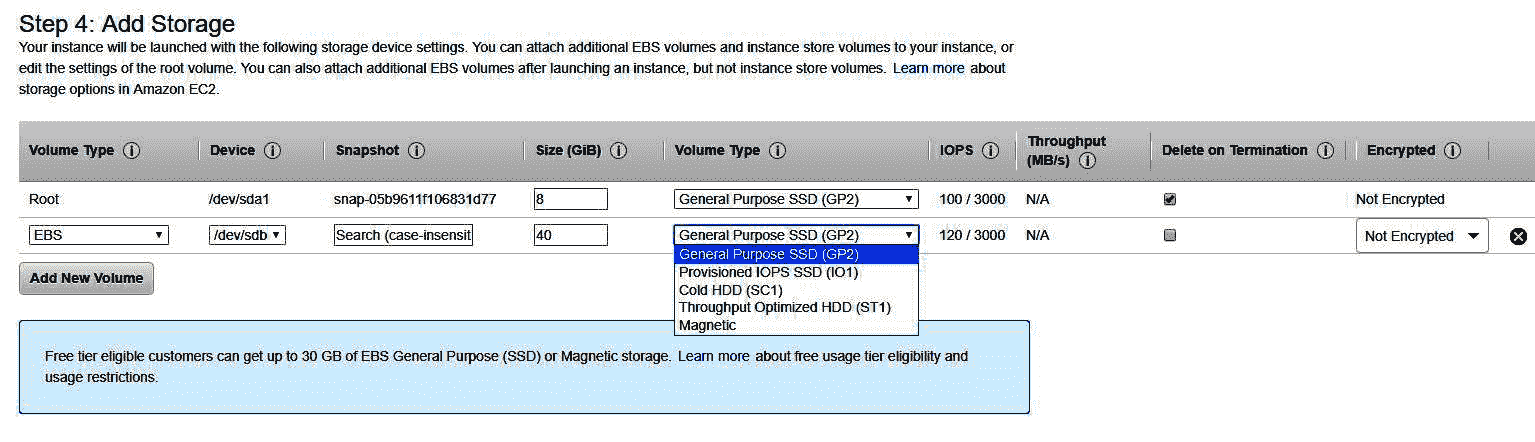 Step 4: Add Storage
Your instance will be launched with the following storage device settings. You can attach additional EBS volumes and instance store volumes to your instance, or
edit the settings of the root volume. You can also attach additional EBS volumes after launching an instance, but not instance store volumes. Learn more about
storage options in Amazon EC2.
Volume Type Device Snapshot Size (GiB) Volume Type IOPS Throughput (MB/s) Delete on Termination Encrypted
Root /dev/sda1 snap-05b9611f106831d77 8 General Purpose SSD (GP2) 100 / 3000 N/A Not Encrypted
EBS /dev/sdb Search (case-insensit 40 General Purpose SSD (GP2) 120 / 3000 N/A Not Encrypted
General Purpose SSD (GP2)
Provisioned IOPS SSD (IO1)
Cold HDD (SC1)
Throughput Optimized HDD (ST1)
Magnetic
Add New Volume
Free tier eligible customers can get up to 30 GB of EBS General Purpose (SSD) or Magnetic storage. Learn more about free usage tier eligibility and
usage restrictions.